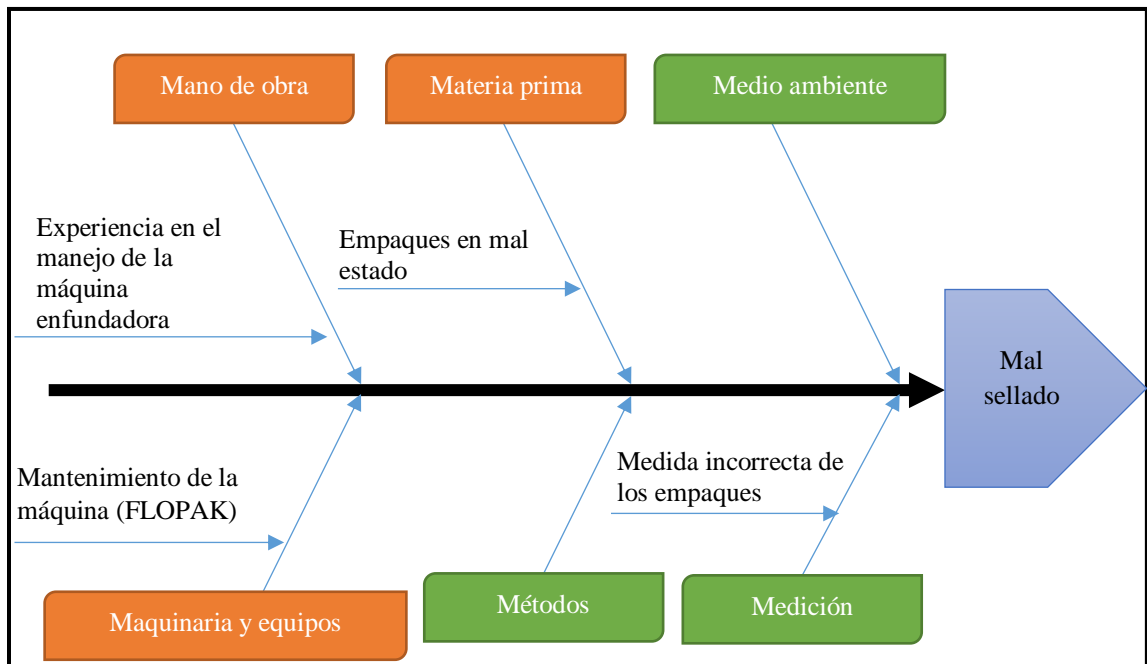 Mano de obra
Materia prima
Medio ambiente
Experiencia en el
manejo de la
máquina
enfundadora
Empaques en mal
estado
Mal
sellado
Mantenimiento de la
máquina (FLOPAK)
Medida incorrecta de
los empaques
Maquinaria y equipos
Métodos
Medición